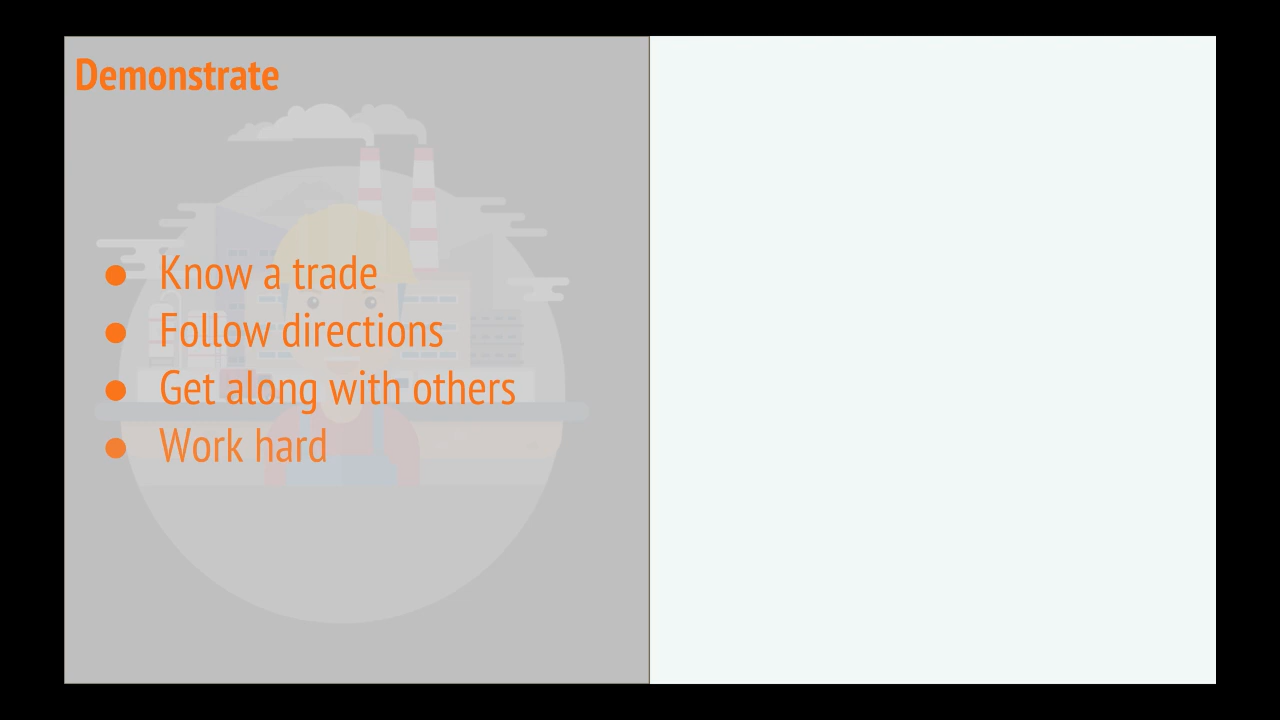 Demonstrate
● Know a trade
● Follow directions
● Get along with others
● Work hard